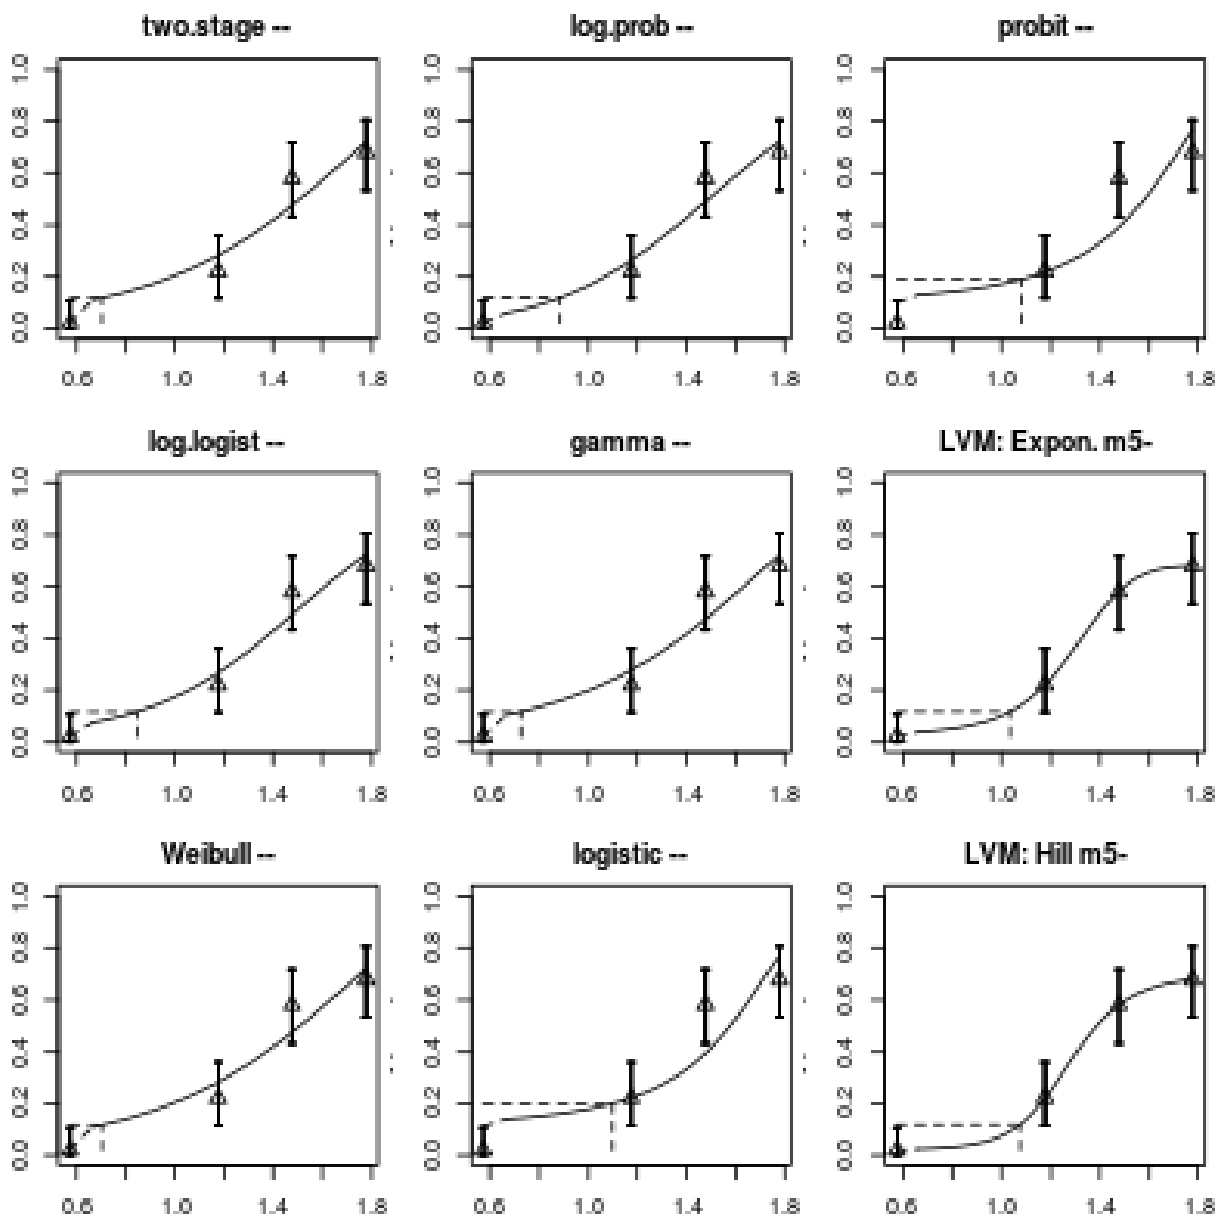 two.stage -- log.prob -- probit --
0.0 0.2 0.4 0.6 0.8 1.0 0.0 0.2 0.4 0.6 0.8 1.0 0.0 0.2 0.4 0.6 0.8 1.0
0.6 1.0 1.4 1.8 0.6 1.0 1.4 1.8 0.6 1.0 1.4 1.8
log.logist -- gamma -- LVM: Expon. m5-
0.0 0.2 0.4 0.6 0.8 1.0 0.0 0.2 0.4 0.6 0.8 1.0 0.0 0.2 0.4 0.6 0.8 1.0
0.6 1.0 1.4 1.8 0.6 1.0 1.4 1.8 0.6 1.0 1.4 1.8
Weibull -- logistic -- LVM: Hill m5-
0.0 0.2 0.4 0.6 0.8 1.0 0.0 0.2 0.4 0.6 0.8 1.0 0.0 0.2 0.4 0.6 0.8 1.0
0.6 1.0 1.4 1.8 0.6 1.0 1.4 1.8 0.6 1.0 1.4 1.8